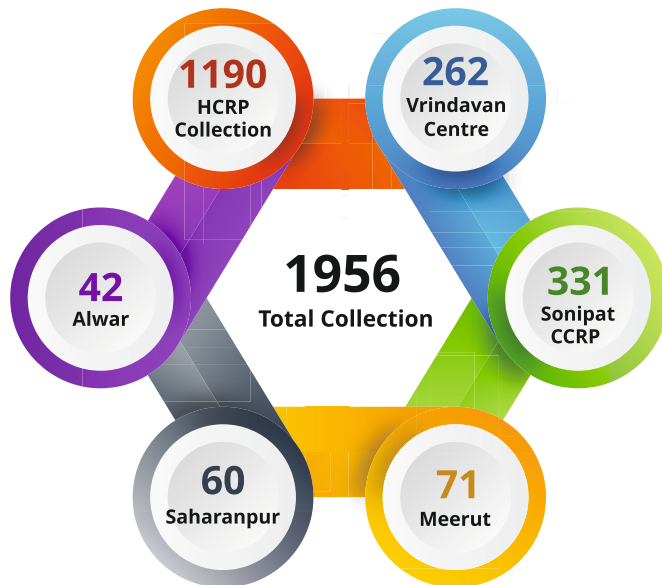 1190
HCRP
Collection
262
Vrindavan
Centre
42
Alwar
1956
Total Collection
331
Sonipat
CCRP
60
Saharanpur
71
Meerut